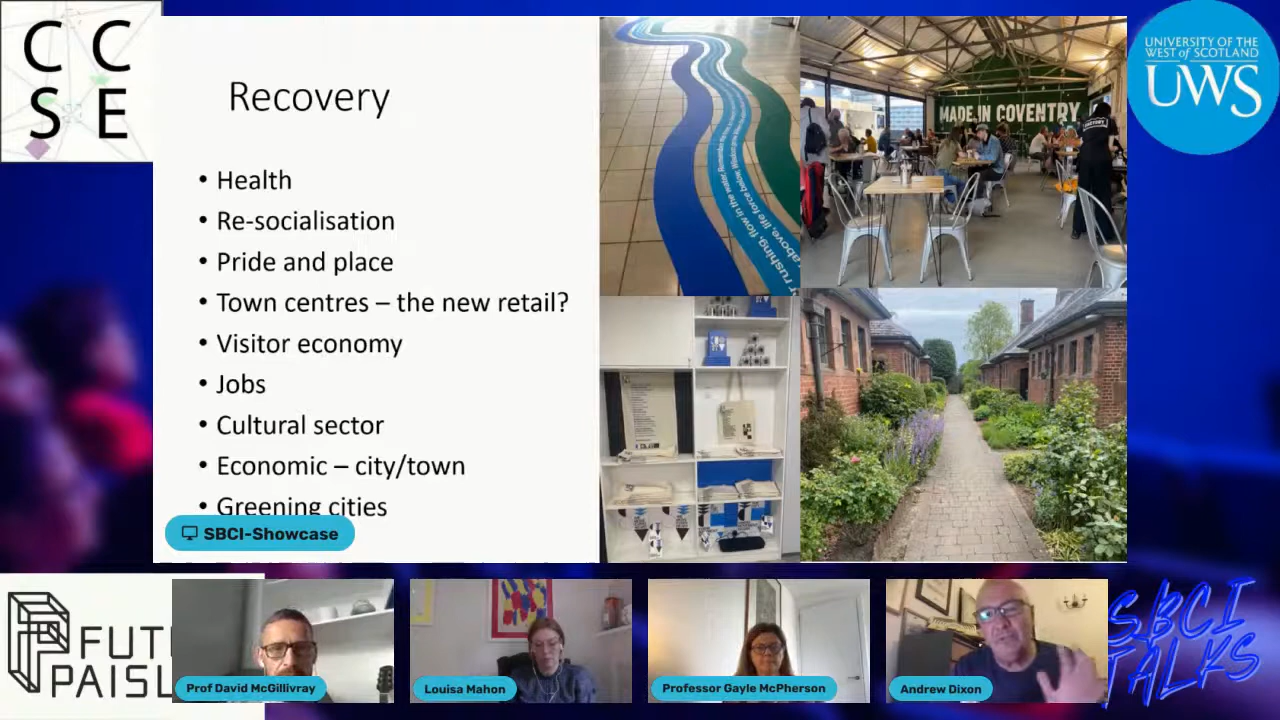 C C
S E
Recovery
• Health
• Re-socialisation
• Pride and place
• Town centres – the new retail?
• Visitor economy
• Jobs
• Cultural sector
• Economic – city/town
• Greening cities
SBCI-Showcase
MADE IN COVENTRY
UNIVERSITY OF THE
WEST of SCOTLAND
UWS
FUT
PAISL
Prof David McGillivray
Louisa Mahon
Professor Gayle McPherson
Andrew Dixon
SBCI
TALKS